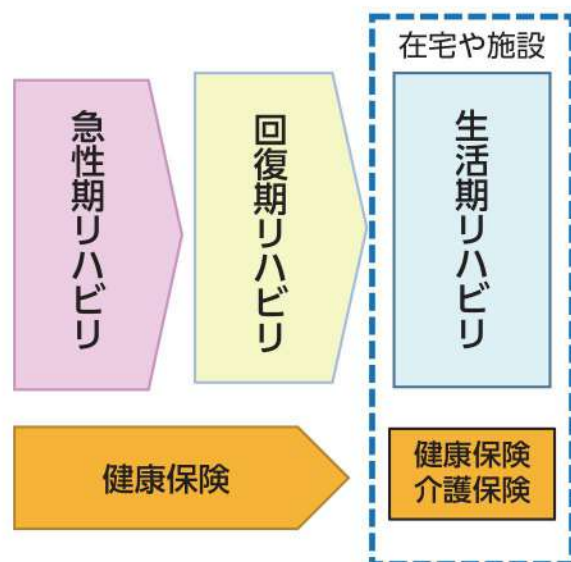 在宅や施設
急性期リハビリ
回復期リハビリ
生活期リハビリ
健康保険
健康保険
介護保険